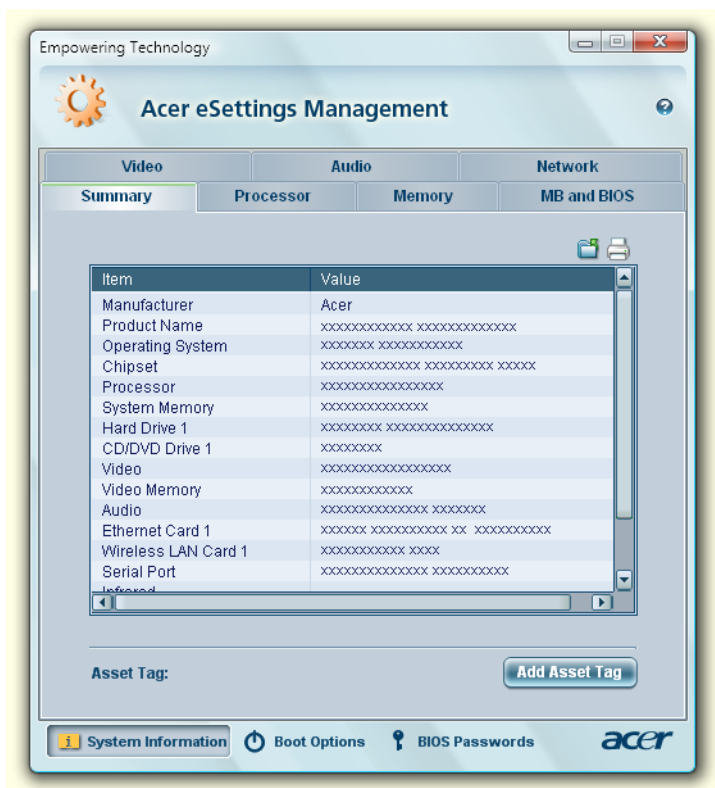 Empowering Technology
Acer eSettings Management
Video Audio Network
Summary Processor Memory MB and BIOS
Item Value
Manufacturer Acer
Product Name xxxxxxxxxxxxx xxxxxxxxxxxxx
Operating System xxxxxxx xxxxxxxxxxx
Chipset xxxxxxxxxxxxx xxxxxxxxx xxxxx
Processor xxxxxxxxxxxxxxxx
System Memory xxxxxxxxxxxxxx
Hard Drive 1 xxxxxxxx xxxxxxxxxxxxxx
CD/DVD Drive 1 xxxxxxxx
Video xxxxxxxxxxxxxxxxx
Video Memory xxxxxxxxxxxx
Audio xxxxxxxxxxxxxx xxxxxxx
Ethernet Card 1 xxxxxx xxxxxxxxxx xx xxxxxxxxxx
Wireless LAN Card 1 xxxxxxxxxxx xxxx
Serial Port xxxxxxxxxxxxxx xxxxxxxxxx
Infrared
Asset Tag: Add Asset Tag
System Information Boot Options BIOS Passwords acer